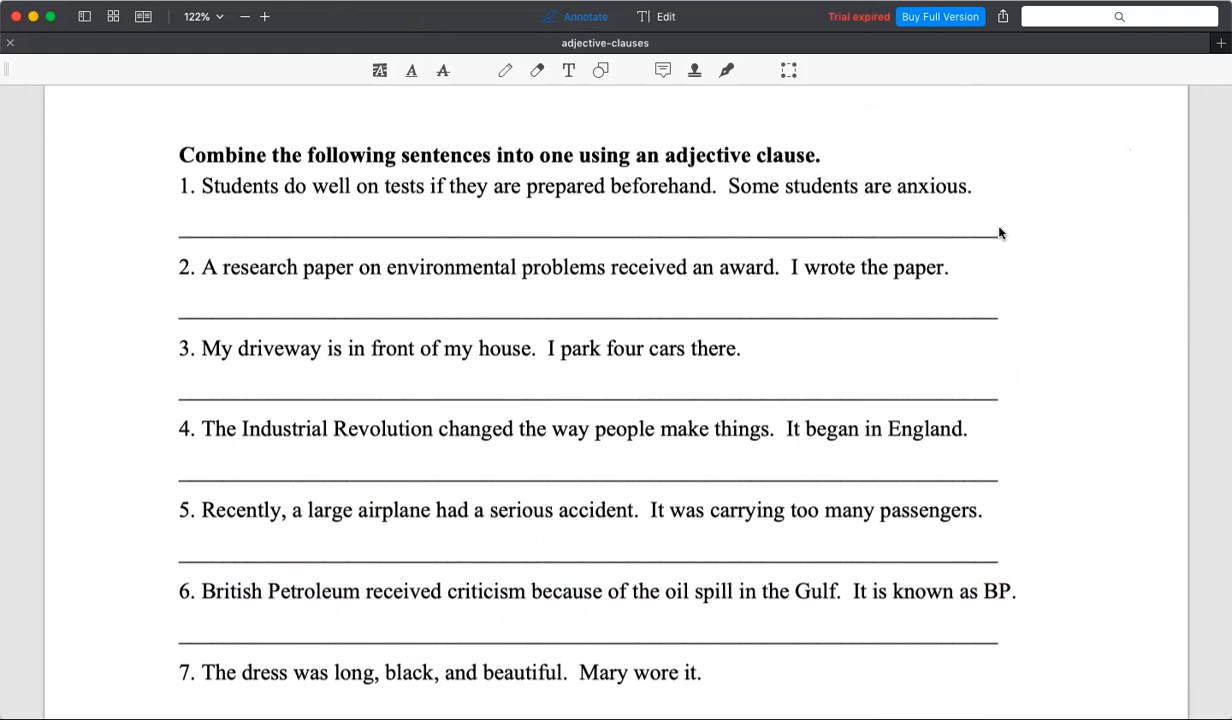 122%
Annotate
Edit
Trial expired
Buy Full Version
adjective-clauses
Combine the following sentences into one using an adjective clause.
1. Students do well on tests if they are prepared beforehand.  Some students are anxious.
2. A research paper on environmental problems received an award.  I wrote the paper.
3. My driveway is in front of my house.  I park four cars there.
4. The Industrial Revolution changed the way people make things.  It began in England.
5. Recently, a large airplane had a serious accident.  It was carrying too many passengers.
6. British Petroleum received criticism because of the oil spill in the Gulf.  It is known as BP.
7. The dress was long, black, and beautiful.  Mary wore it.